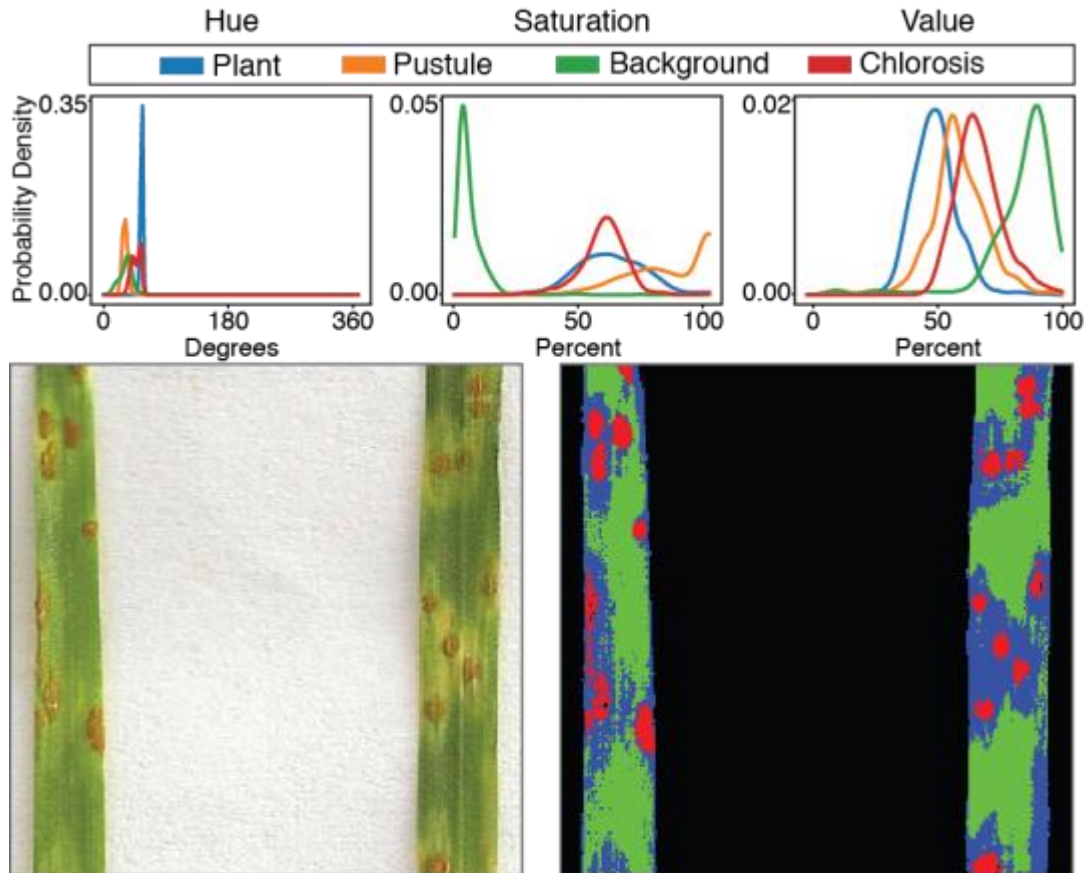 Hue Saturation Value
Plant Pustule Background Chlorosis
Probability Density
0.35 0.05 0.02
0.00 0.00 0.00
0 180 360 0 50 100 0 50 100
Degrees Percent Percent